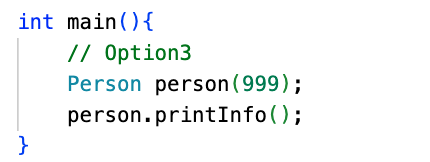 int main(){
    // Option3
    Person person(999);
    person.printInfo();
}